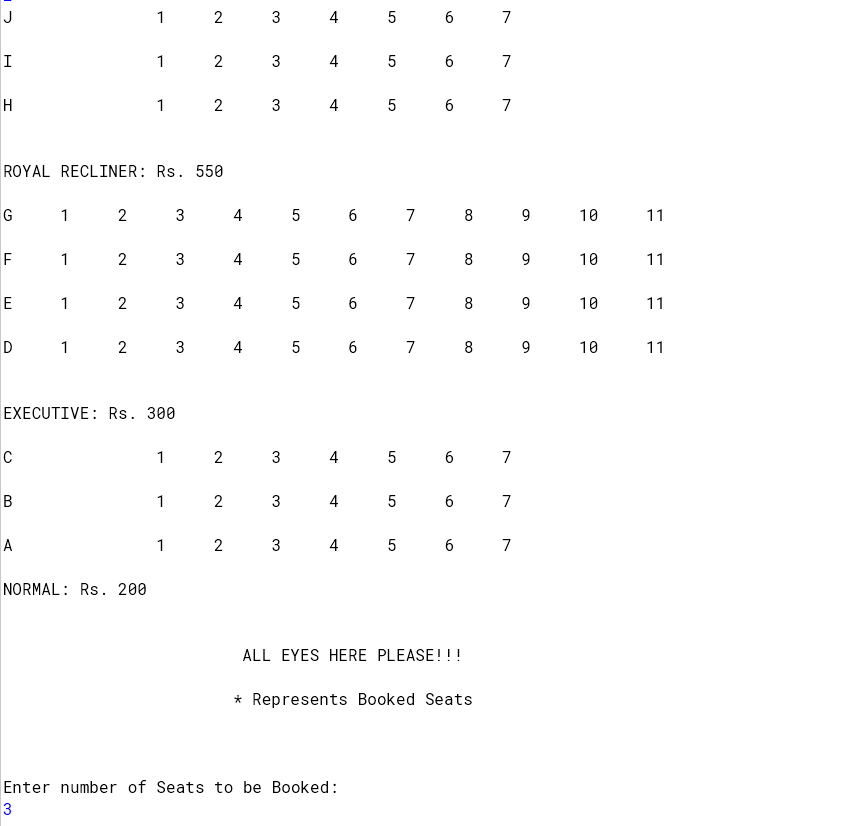 J 1 2 3 4 5 6 7
I 1 2 3 4 5 6 7
H 1 2 3 4 5 6 7
ROYAL RECLINER: Rs. 550
G 1 2 3 4 5 6 7 8 9 10 11
F 1 2 3 4 5 6 7 8 9 10 11
E 1 2 3 4 5 6 7 8 9 10 11
D 1 2 3 4 5 6 7 8 9 10 11
EXECUTIVE: Rs. 300
C 1 2 3 4 5 6 7
B 1 2 3 4 5 6 7
A 1 2 3 4 5 6 7
NORMAL: Rs. 200
ALL EYES HERE PLEASE!!!
* Represents Booked Seats
Enter number of Seats to be Booked:
3